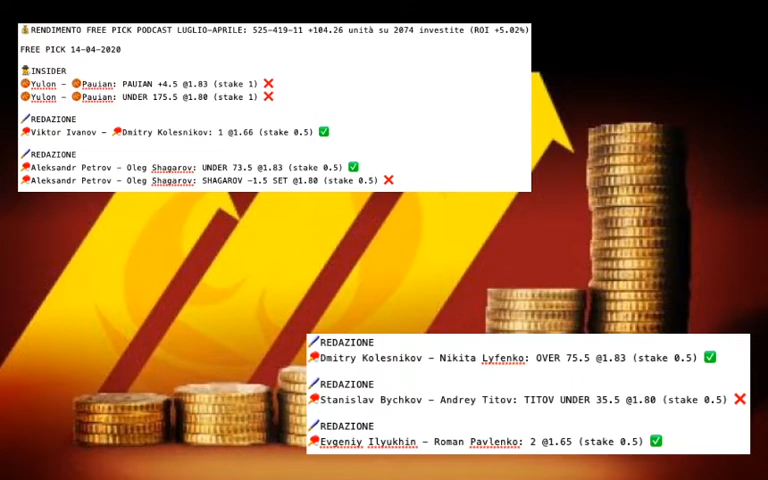 💰RENDIMENTO FREE PICK PODCAST LUGLIO-APRILE: 525-419-11 +104.26 unità su 2074 investite (ROI +5.02%)
FREE PICK 14-04-2020
🕵️INSIDER
🏀Yulon - 🏀Pauian: PAUIAN +4.5 @1.83 (stake 1) ❌
🏀Yulon - 🏀Pauian: UNDER 175.5 @1.80 (stake 1) ❌
🖊️REDAZIONE
🏓Viktor Ivanov - 🏓Dmitry Kolesnikov: 1 @1.66 (stake 0.5) ✅
🖊️REDAZIONE
🏓Aleksandr Petrov - Oleg Shagarov: UNDER 73.5 @1.83 (stake 0.5) ✅
🏓Aleksandr Petrov - Oleg Shagarov: SHAGAROV -1.5 SET @1.80 (stake 0.5) ❌
🖊️REDAZIONE
🏓Dmitry Kolesnikov - Nikita Lyfenko: OVER 75.5 @1.83 (stake 0.5) ✅
🖊️REDAZIONE
🏓Stanislav Bychkov - Andrey Titov: TITOV UNDER 35.5 @1.80 (stake 0.5) ❌
🖊️REDAZIONE
🏓Evgeniy Ilyukhin - Roman Pavlenko: 2 @1.65 (stake 0.5) ✅